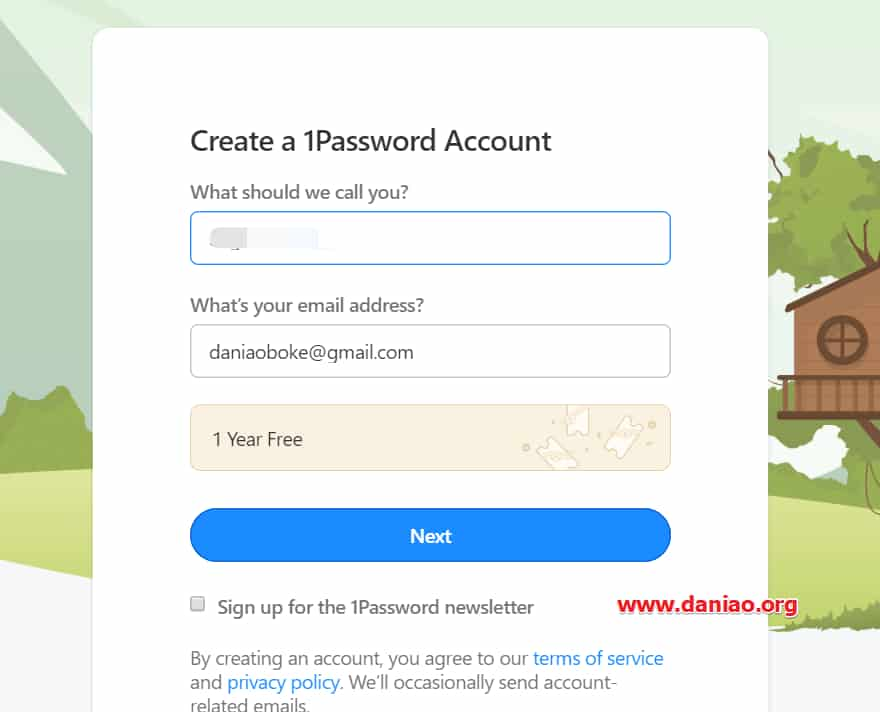 Create a 1Password Account
What should we call you?
What's your email address?
daniaoboke@gmail.com
1 Year Free
Next
Sign up for the 1Password newsletter
www.daniao.org
By creating an account, you agree to our terms of service
and privacy policy. We'll occasionally send account-
related emails.